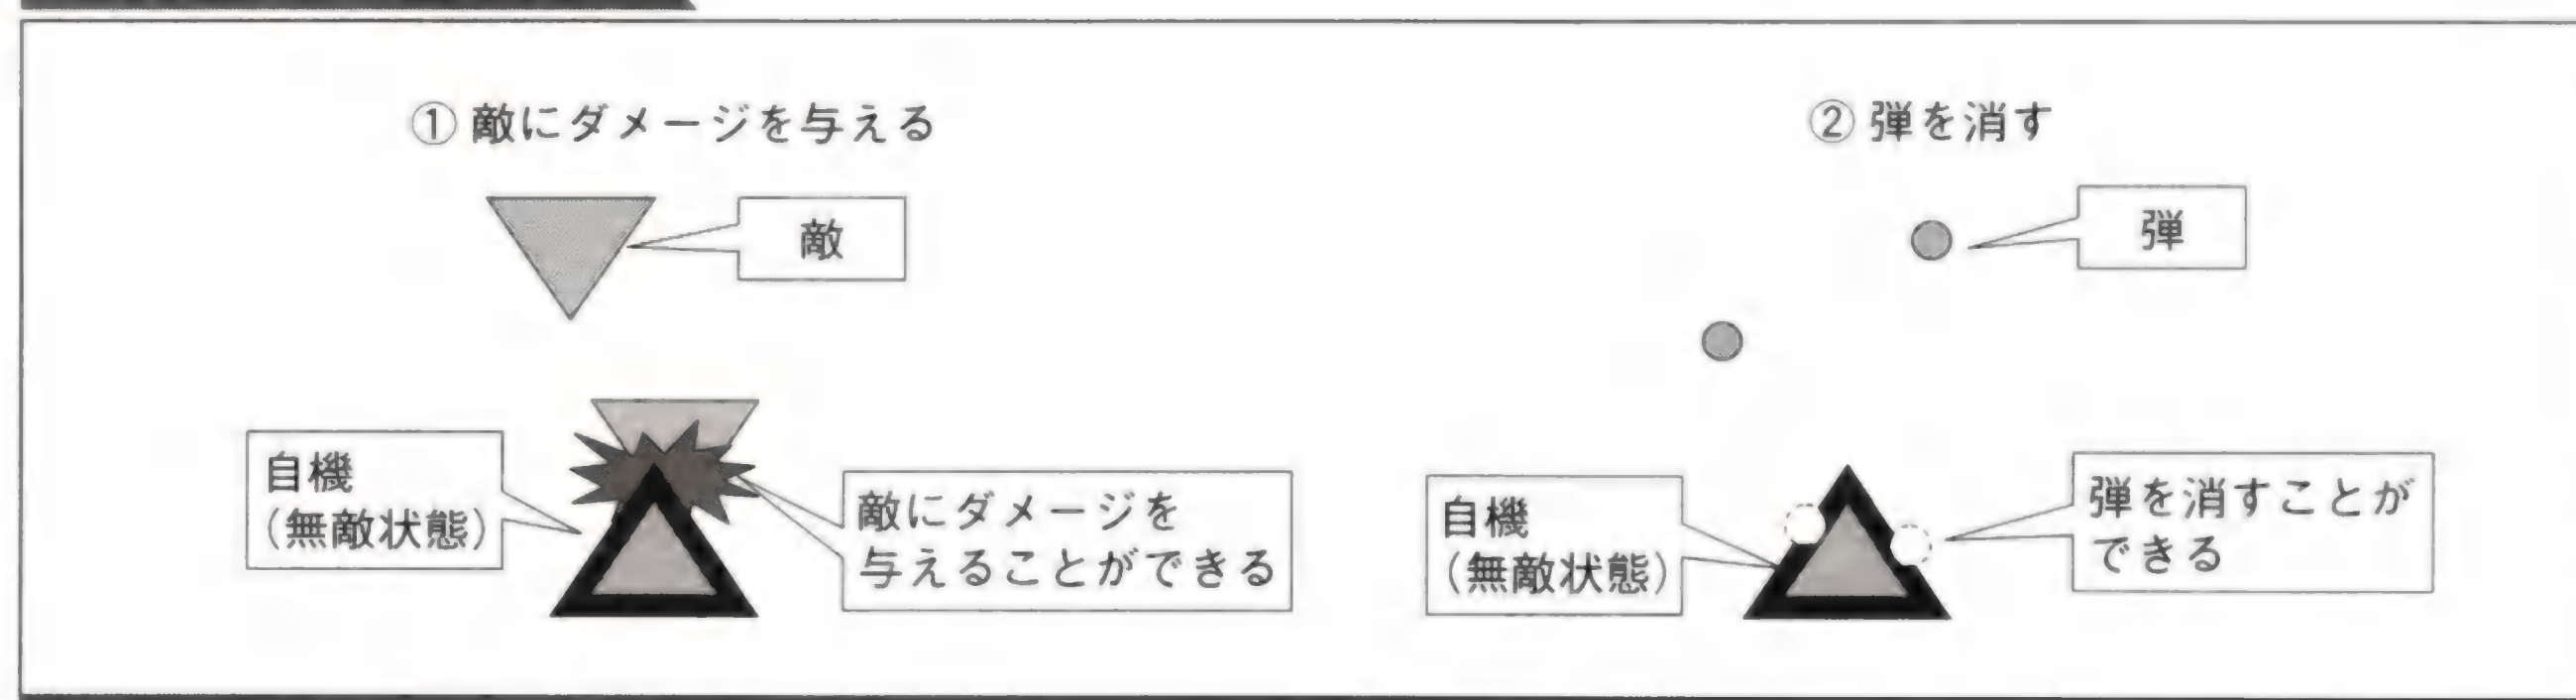 ① 敵にダメージを与える
敵
自機
(無敵状態)
敵にダメージを
与えることができる
② 弾を消す
弾
自機
(無敵状態)
弾を消すことが
できる